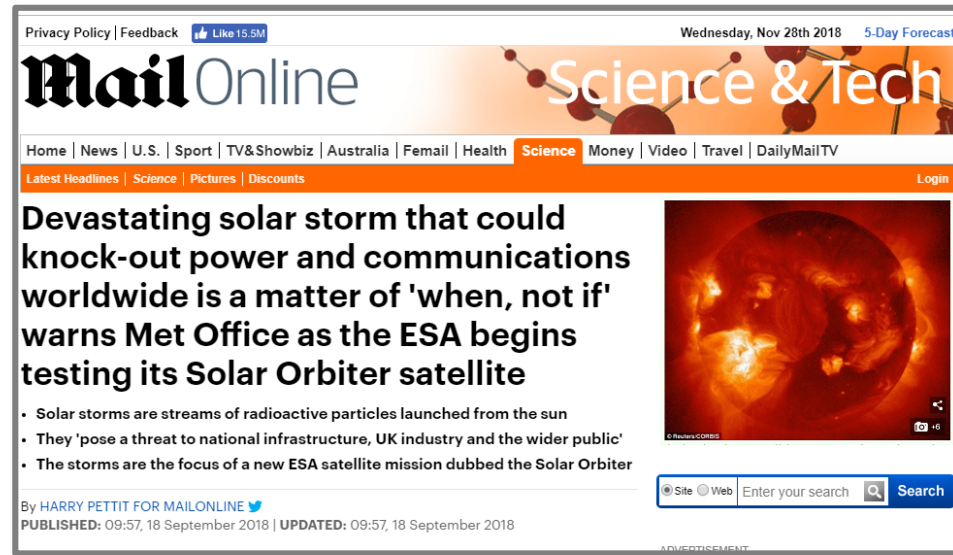 Privacy Policy | Feedback Like 15.5M Wednesday, Nov 28th 2018 5-Day Forecast
Mail Online Science & Tech
Home | News | U.S. | Sport | TV&Showbiz | Australia | Femail | Health Science Money | Video | Travel | DailyMailTV
Latest Headlines | Science | Pictures | Discounts Login
Devastating solar storm that could
knock-out power and communications
worldwide is a matter of 'when, not if'
warns Met Office as the ESA begins
testing its Solar Orbiter satellite
• Solar storms are streams of radioactive particles launched from the sun
• They 'pose a threat to national infrastructure, UK industry and the wider public'
• The storms are the focus of a new ESA satellite mission dubbed the Solar Orbiter
By HARRY PETTIT FOR MAILONLINE
PUBLISHED: 09:57, 18 September 2018 | UPDATED: 09:57, 18 September 2018
© Reuters/CORBIS
+6
Site Web Enter your search Search
ADVERTISEMENT